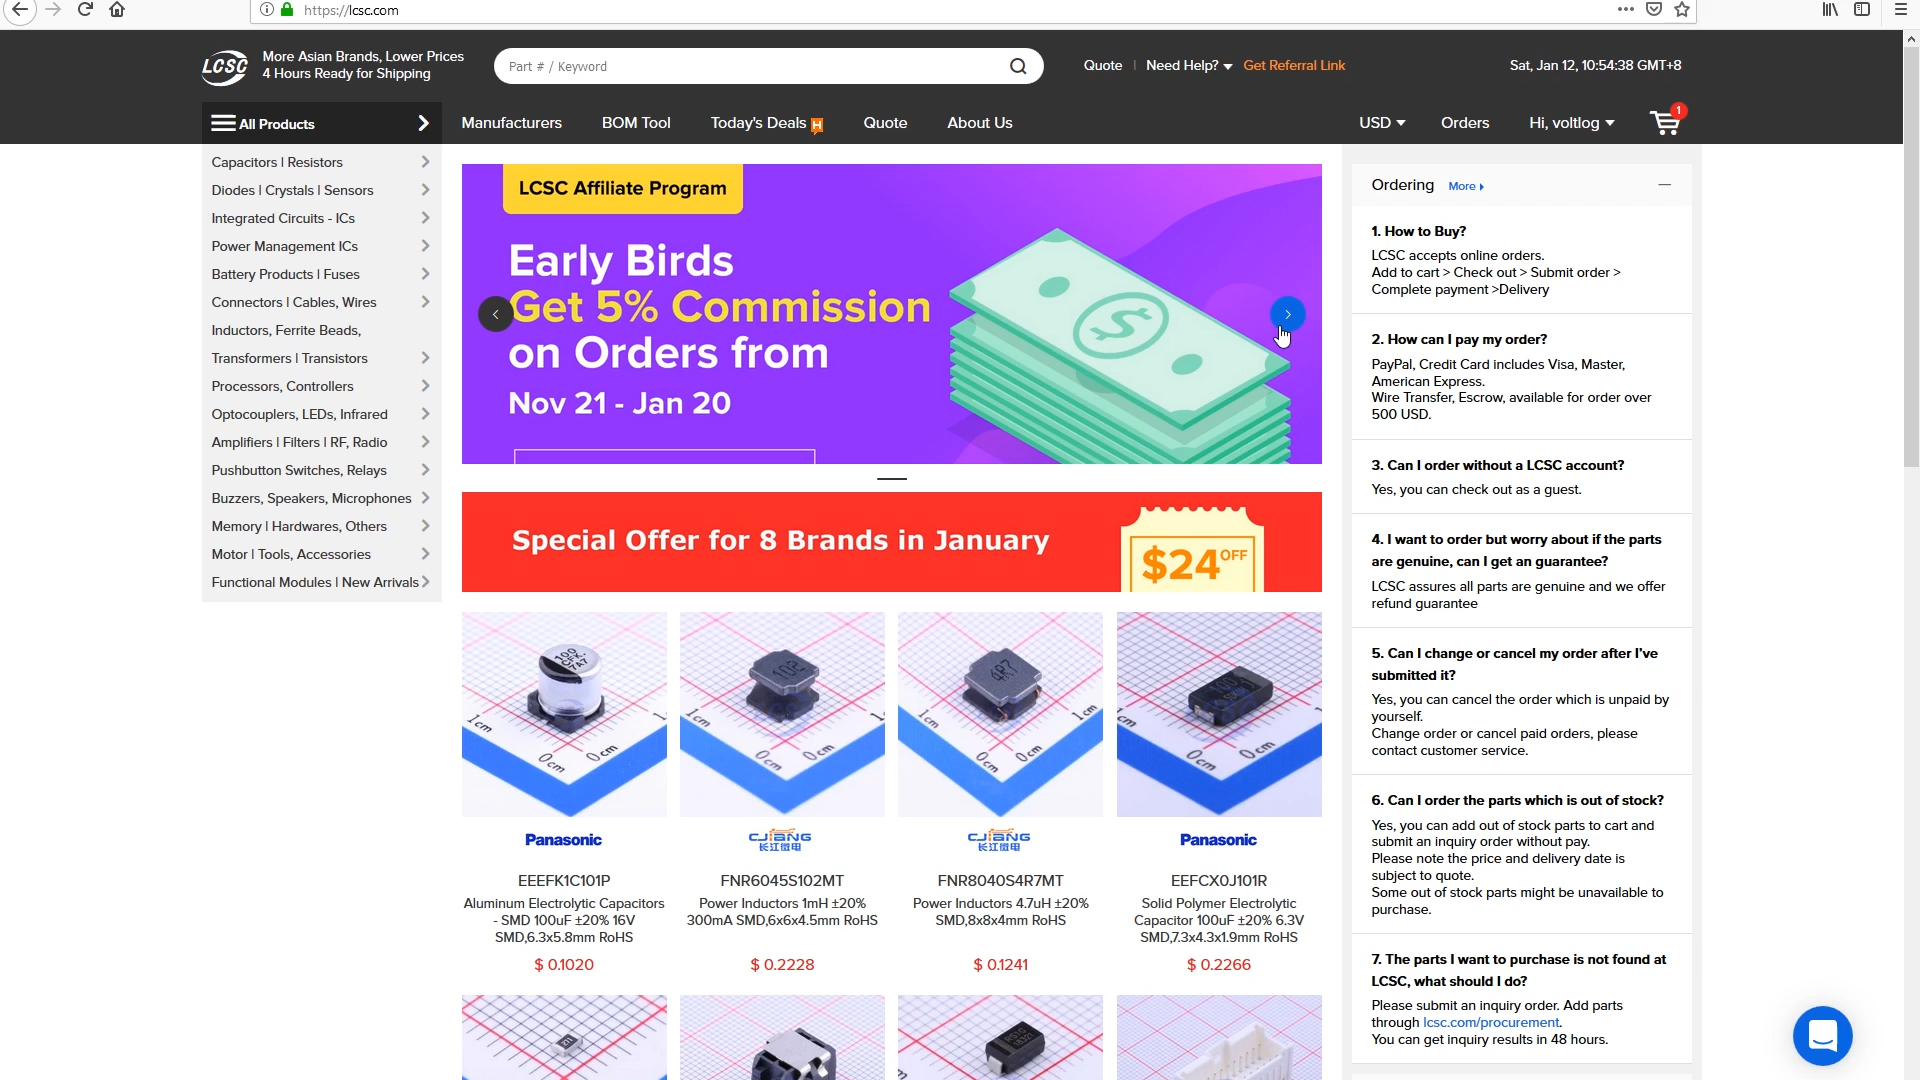 https://lcsc.com
LCSC
More Asian Brands, Lower Prices
4 Hours Ready for Shipping
Part # / Keyword
Quote
Need Help?
Get Referral Link
Sat, Jan 12, 10:54:38 GMT+8
All Products
Manufacturers
BOM Tool
Today's Deals H
Quote
About Us
USD
Orders
Hi, voltlog
1
Capacitors | Resistors
Diodes | Crystals | Sensors
Integrated Circuits - ICs
Power Management ICs
Battery Products | Fuses
Connectors | Cables, Wires
Inductors, Ferrite Beads,
Transformers | Transistors
Processors, Controllers
Optocouplers, LEDs, Infrared
Amplifiers | Filters | RF, Radio
Pushbutton Switches, Relays
Buzzers, Speakers, Microphones
Memory | Hardwares, Others
Motor | Tools, Accessories
Functional Modules | New Arrivals
LCSC Affiliate Program
Early Birds
Get 5% Commission
on Orders from
Nov 21 - Jan 20
$
Special Offer for 8 Brands in January
$24 OFF
100
CFK.
7A7
1cm
0cm
0cm
102
1cm
0cm
0cm
4R7
1cm
0cm
0cm
1cm
0cm
0cm
Panasonic
CJIANG
长江微电
CJIANG
长江微电
Panasonic
EEEFK1C101P
Aluminum Electrolytic Capacitors
- SMD 100uF ±20% 16V
SMD,6.3x5.8mm RoHS
$ 0.1020
FNR6045S102MT
Power Inductors 1mH ±20%
300mA SMD,6x6x4.5mm RoHS
$ 0.2228
FNR8040S4R7MT
Power Inductors 4.7uH ±20%
SMD,8x8x4mm RoHS
$ 0.1241
EEFCX0J101R
Solid Polymer Electrolytic
Capacitor 100uF ±20% 6.3V
SMD,7.3x4.3x1.9mm RoHS
$ 0.2266
Ordering
More
1. How to Buy?
LCSC accepts online orders.
Add to cart > Check out > Submit order >
Complete payment >Delivery
2. How can I pay my order?
PayPal, Credit Card includes Visa, Master,
American Express.
Wire Transfer, Escrow, available for order over
500 USD.
3. Can I order without a LCSC account?
Yes, you can check out as a guest.
4. I want to order but worry about if the parts
are genuine, can I get an guarantee?
LCSC assures all parts are genuine and we offer
refund guarantee
5. Can I change or cancel my order after I've
submitted it?
Yes, you can cancel the order which is unpaid by
yourself.
Change order or cancel paid orders, please
contact customer service.
6. Can I order the parts which is out of stock?
Yes, you can add out of stock parts to cart and
submit an inquiry order without pay.
Please note the price and delivery date is
subject to quote.
Some out of stock parts might be unavailable to
purchase.
7. The parts I want to purchase is not found at
LCSC, what should I do?
Please submit an inquiry order. Add parts
through lcsc.com/procurement.
You can get inquiry results in 48 hours.